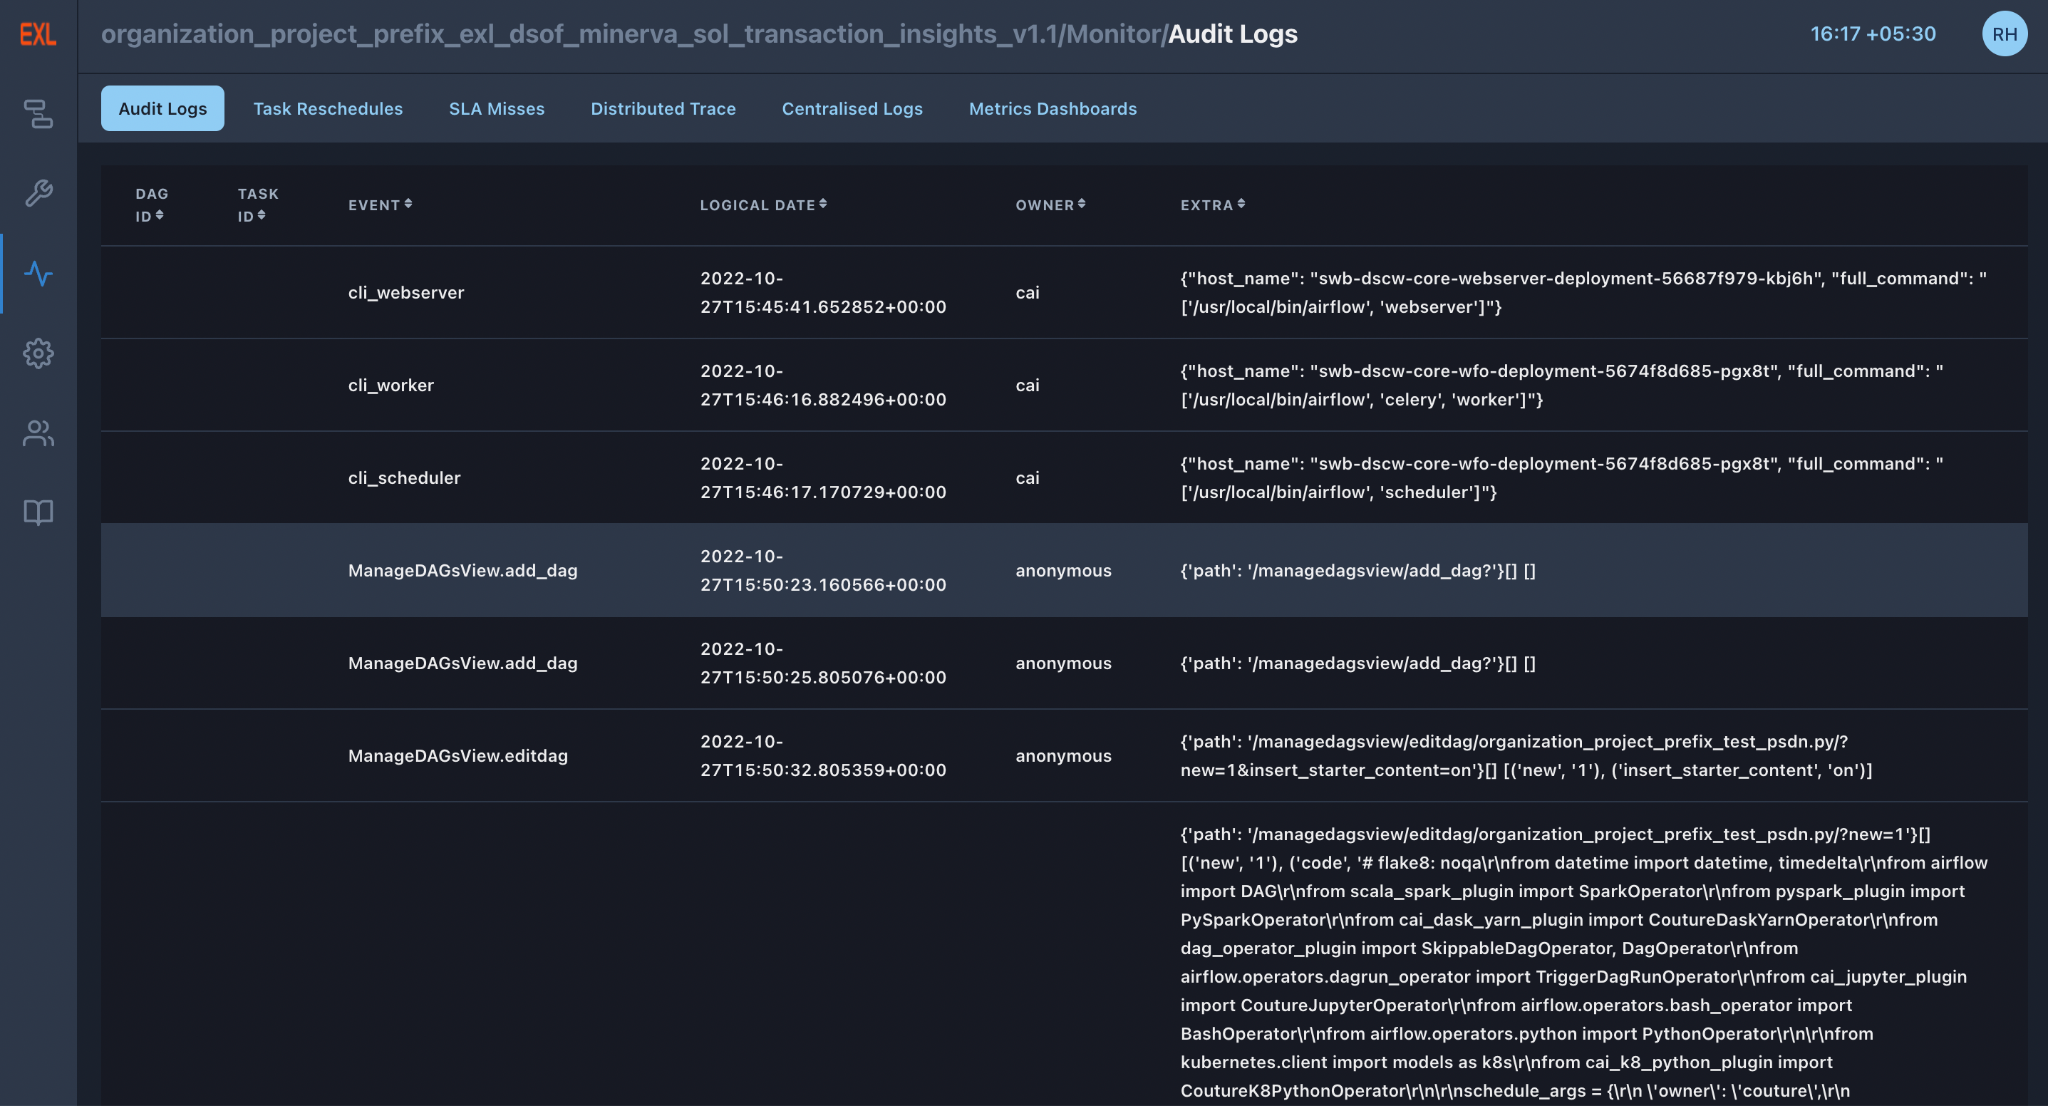 EXL
organization_project_prefix_exl_dsof_minerva_sol_transaction_insights_v1.1/Monitor/Audit Logs
16:17 +05:30
RH
Audit Logs
Task Reschedules
SLA Misses
Distributed Trace
Centralised Logs
Metrics Dashboards
DAG
ID
TASK
ID
EVENT
LOGICAL DATE
OWNER
EXTRA
cli_webserver
2022-10-
27T15:45:41.652852+00:00
cai
{"host_name": "swb-dscw-core-webserver-deployment-56687f979-kbj6h", "full_command": "
['/usr/local/bin/airflow', 'webserver']"}
cli_worker
2022-10-
27T15:46:16.882496+00:00
cai
{"host_name": "swb-dscw-core-wfo-deployment-5674f8d685-pgx8t", "full_command": "
['/usr/local/bin/airflow', 'celery', 'worker']"}
cli_scheduler
2022-10-
27T15:46:17.170729+00:00
cai
{"host_name": "swb-dscw-core-wfo-deployment-5674f8d685-pgx8t", "full_command": "
['/usr/local/bin/airflow', 'scheduler']"}
ManageDAGsView.add_dag
2022-10-
27T15:50:23.160566+00:00
anonymous
{'path': '/managedagsview/add_dag?'}[] []
ManageDAGsView.add_dag
2022-10-
27T15:50:25.805076+00:00
anonymous
{'path': '/managedagsview/add_dag?'}[] []
ManageDAGsView.editdag
2022-10-
27T15:50:32.805359+00:00
anonymous
{'path': '/managedagsview/editdag/organization_project_prefix_test_psdn.py/?
new=1&insert_starter_content=on'}[] [('new', '1'), ('insert_starter_content', 'on')]
{'path': '/managedagsview/editdag/organization_project_prefix_test_psdn.py/?new=1'}[]
[('new', '1'), ('code', '# flake8: noqa\r\nfrom datetime import datetime, timedelta\r\nfrom airflow
import DAG\r\nfrom scala_spark_plugin import SparkOperator\r\nfrom pyspark_plugin import
PySparkOperator\r\nfrom cai_dask_yarn_plugin import CoutureDaskYarnOperator\r\nfrom
dag_operator_plugin import SkippableDagOperator, DagOperator\r\nfrom
airflow.operators.dagrun_operator import TriggerDagRunOperator\r\nfrom cai_jupyter_plugin
import CoutureJupyterOperator\r\nfrom airflow.operators.bash_operator import
BashOperator\r\nfrom airflow.operators.python import PythonOperator\r\n\r\nfrom
kubernetes.client import models as k8s\r\nfrom cai_k8_python_plugin import
CoutureK8PythonOperator\r\n\r\nschedule_args = {\r\n \'owner\': \'couture\',\r\n